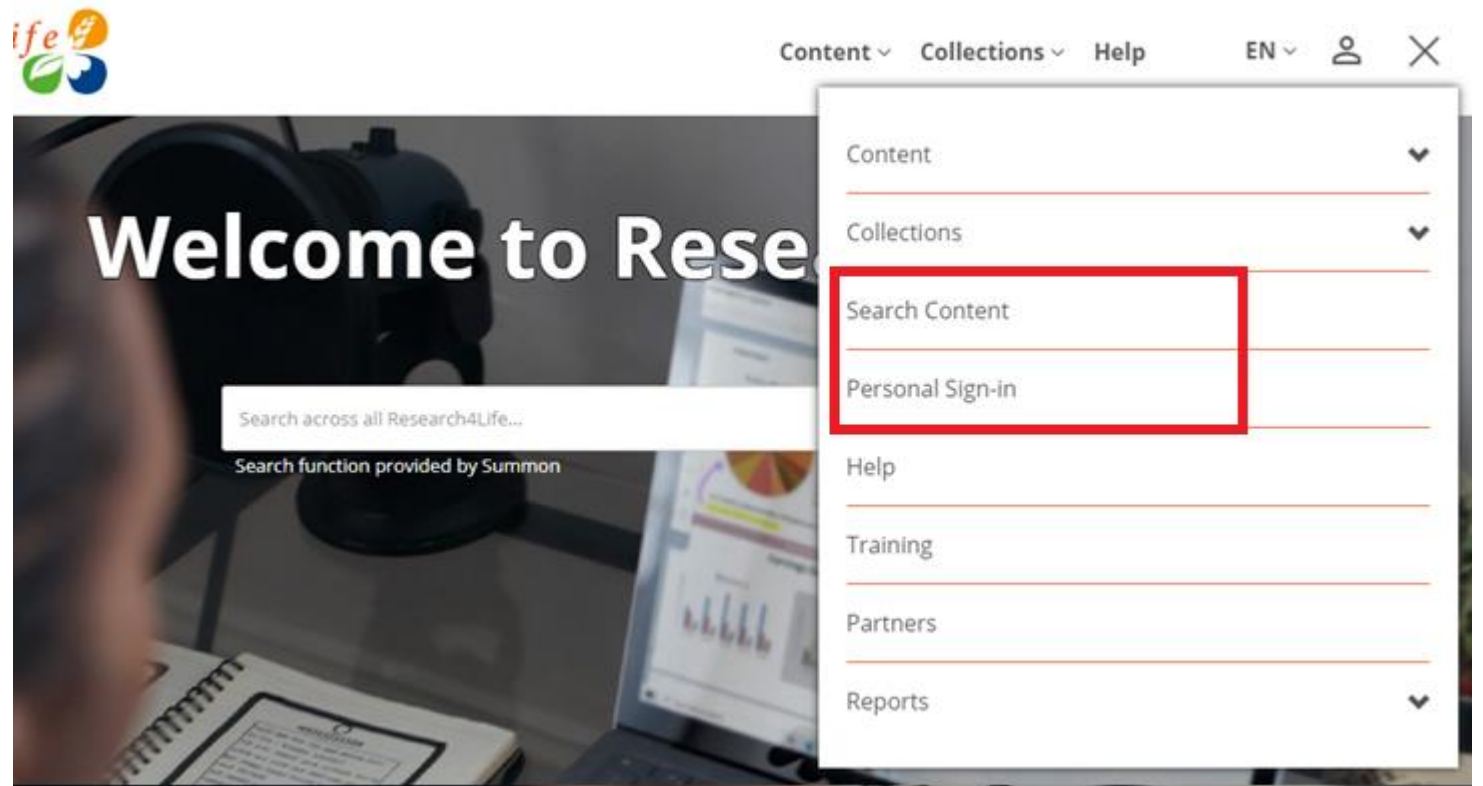 ife
Content Collections Help EN
Content
Collections
Search Content
Personal Sign-in
Help
Training
Partners
Reports
Welcome to Rese
Search across all Research4Life...
Search function provided by Summon